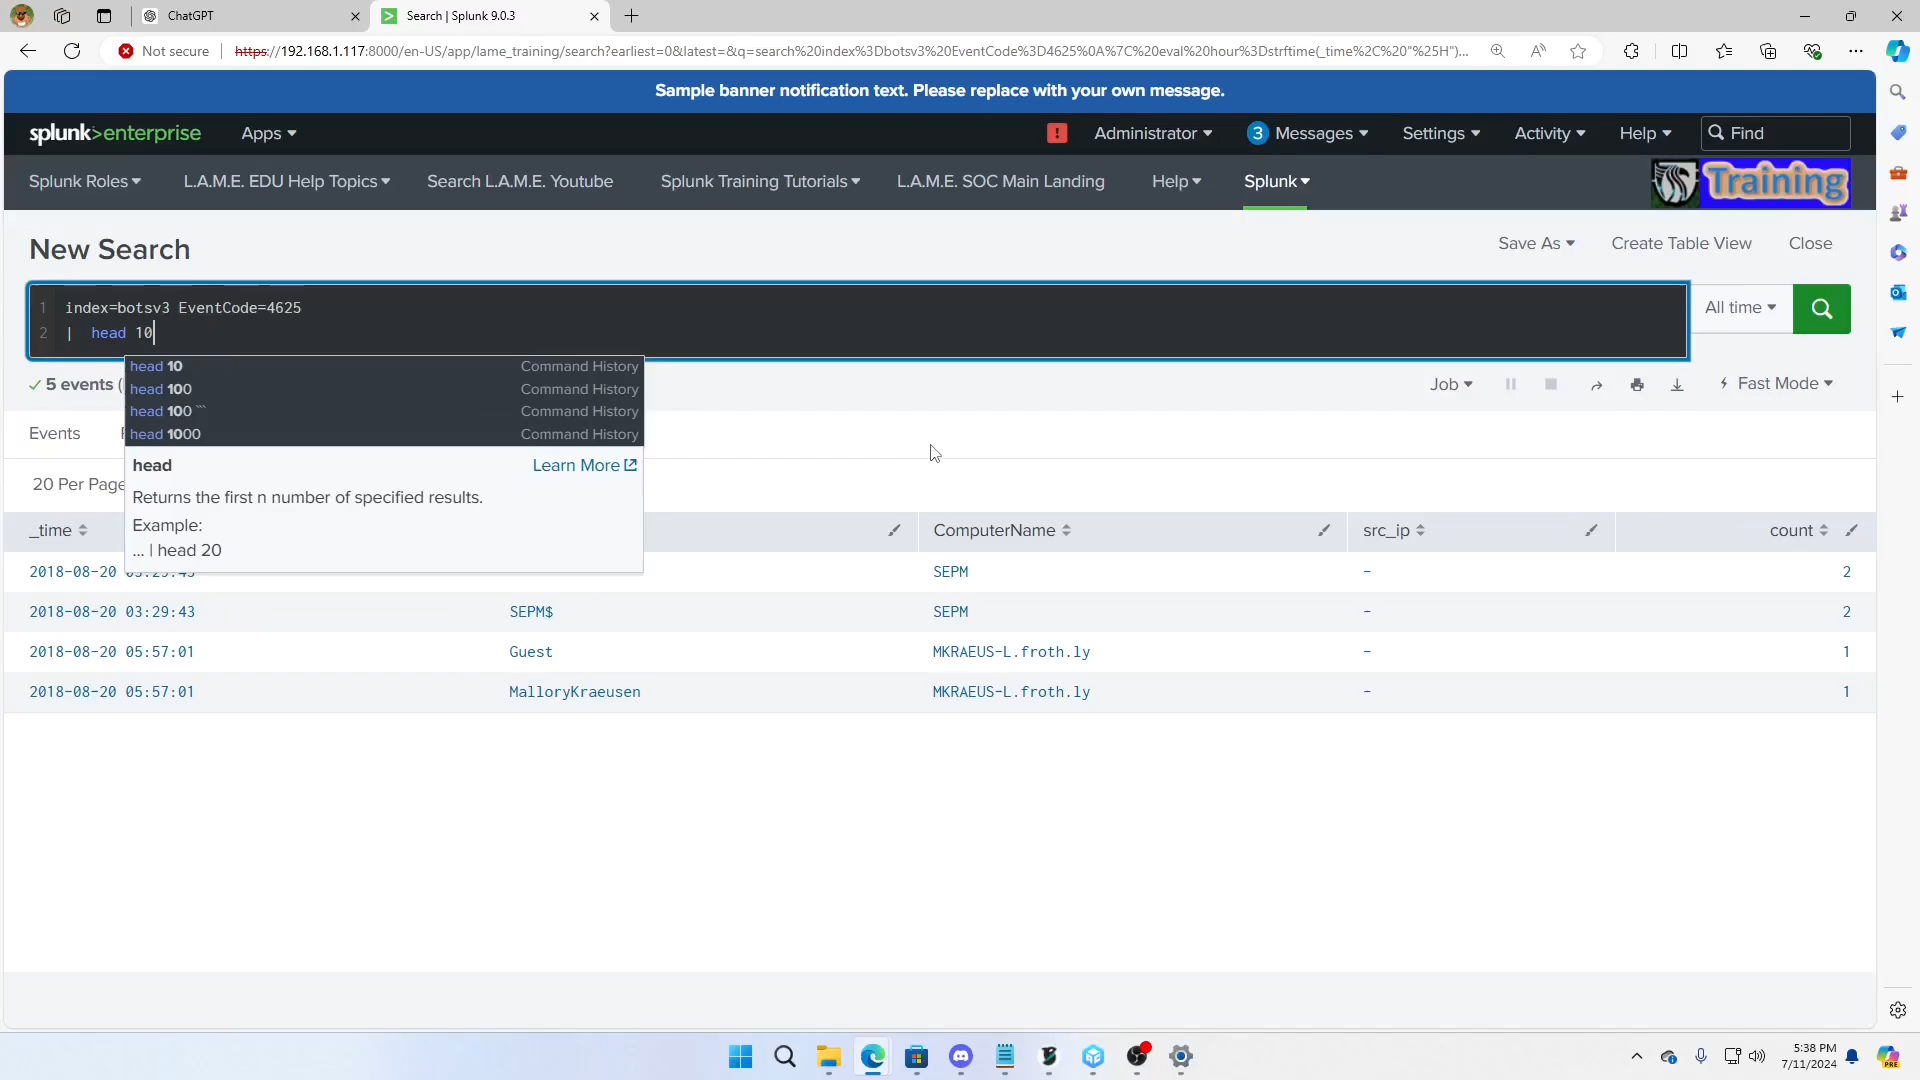 ChatGPT
Search | Splunk 9.0.3
Not secure
https://192.168.1.117:8000/en-US/app/lame_training/search?earliest=0&latest=&q=search%20index%3Dbotsv3%20EventCode%3D4625%0A%7C%20eval%20hour%3Dstrftime(_time%2C%20"%25H")...
Sample banner notification text. Please replace with your own message.
splunk>enterprise
Apps
!
Administrator
3 Messages
Settings
Activity
Help
Find
Splunk Roles
L.A.M.E. EDU Help Topics
Search L.A.M.E. Youtube
Splunk Training Tutorials
L.A.M.E. SOC Main Landing
Help
Splunk
Training
New Search
Save As
Create Table View
Close
1 index=botsv3 EventCode=4625
2 | head 10
All time
head 10 Command History
head 100 Command History
head 100 ``` Command History
head 1000 Command History
5 events (
Job
Fast Mode
Events
head
Learn More
Returns the first n number of specified results.
Example:
... | head 20
20 Per Page
_time
ComputerName
src_ip
count
2018-08-20 03:29:43 SEPM - 2
2018-08-20 03:29:43 SEPM$ SEPM - 2
2018-08-20 05:57:01 Guest MKRAEUS-L.froth.ly - 1
2018-08-20 05:57:01 MalloryKraeusen MKRAEUS-L.froth.ly - 1
5:38 PM
7/11/2024
PRE